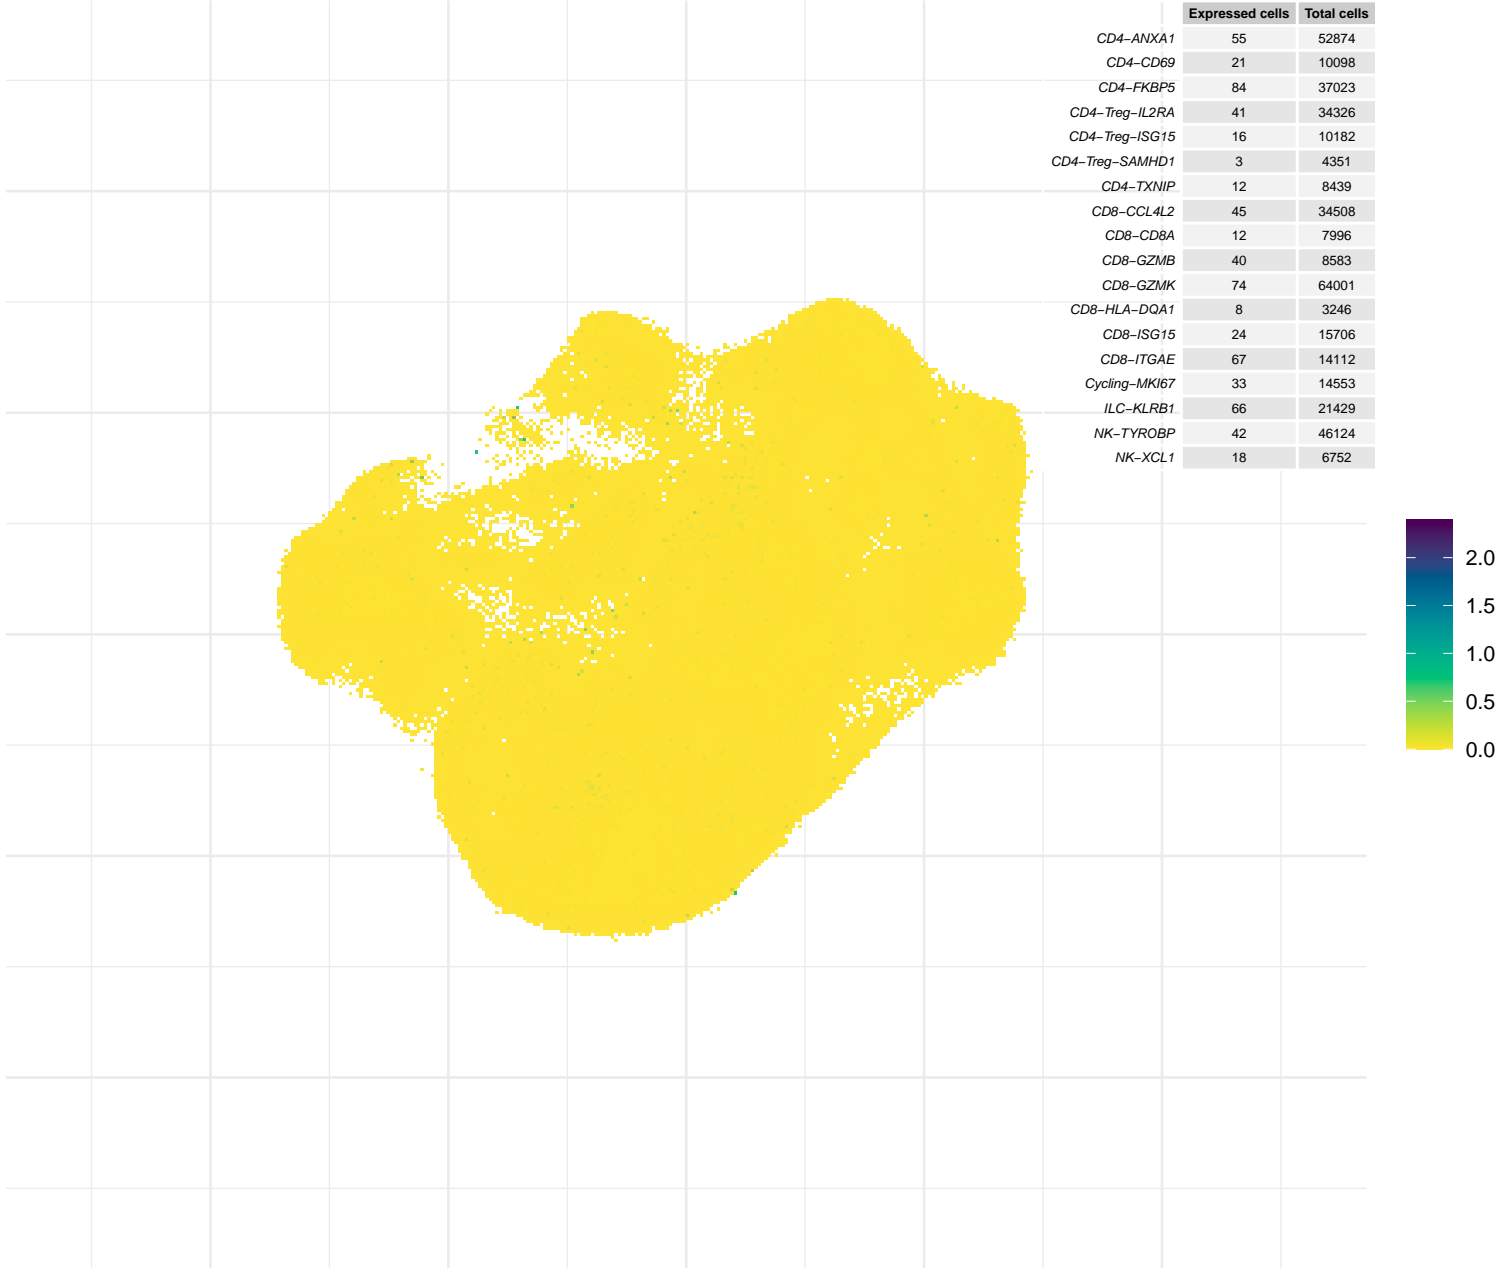 Expressed cells Total cells
CD4−ANXA1 55 52874
CD4−CD69 21 10098
CD4−FKBP5 84 37023
CD4−Treg−IL2RA 41 34326
CD4−Treg−ISG15 16 10182
CD4−Treg−SAMHD1 3 4351
CD4−TXNIP 12 8439
CD8−CCL4L2 45 34508
CD8−CD8A 12 7996
CD8−GZMB 40 8583
CD8−GZMK 74 64001
CD8−HLA−DQA1 8 3246
CD8−ISG15 24 15706
CD8−ITGAE 67 14112
Cycling−MKI67 33 14553
ILC−KLRB1 66 21429
NK−TYROBP 42 46124
NK−XCL1 18 6752
2.0
1.5
1.0
0.5
0.0